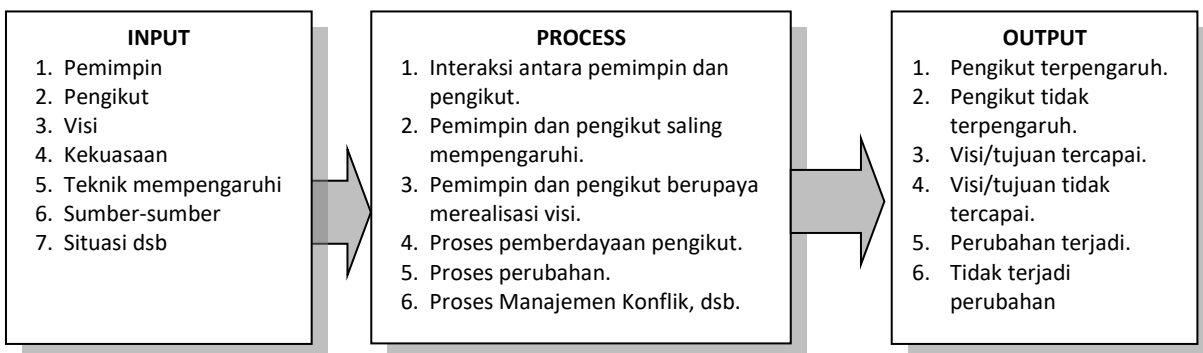 INPUT
1. Pemimpin
2. Pengikut
3. Visi
4. Kekuasaan
5. Teknik mempengaruhi
6. Sumber-sumber
7. Situasi dsb
PROCESS
1. Interaksi antara pemimpin dan
pengikut.
2. Pemimpin dan pengikut saling
mempengaruhi.
3. Pemimpin dan pengikut berupaya
merealisasi visi.
4. Proses pemberdayaan pengikut.
5. Proses perubahan.
6. Proses Manajemen Konflik, dsb.
OUTPUT
1. Pengikut terpengaruh.
2. Pengikut tidak
terpengaruh.
3. Visi/tujuan tercapai.
4. Visi/tujuan tidak
tercapai.
5. Perubahan terjadi.
6. Tidak terjadi
perubahan